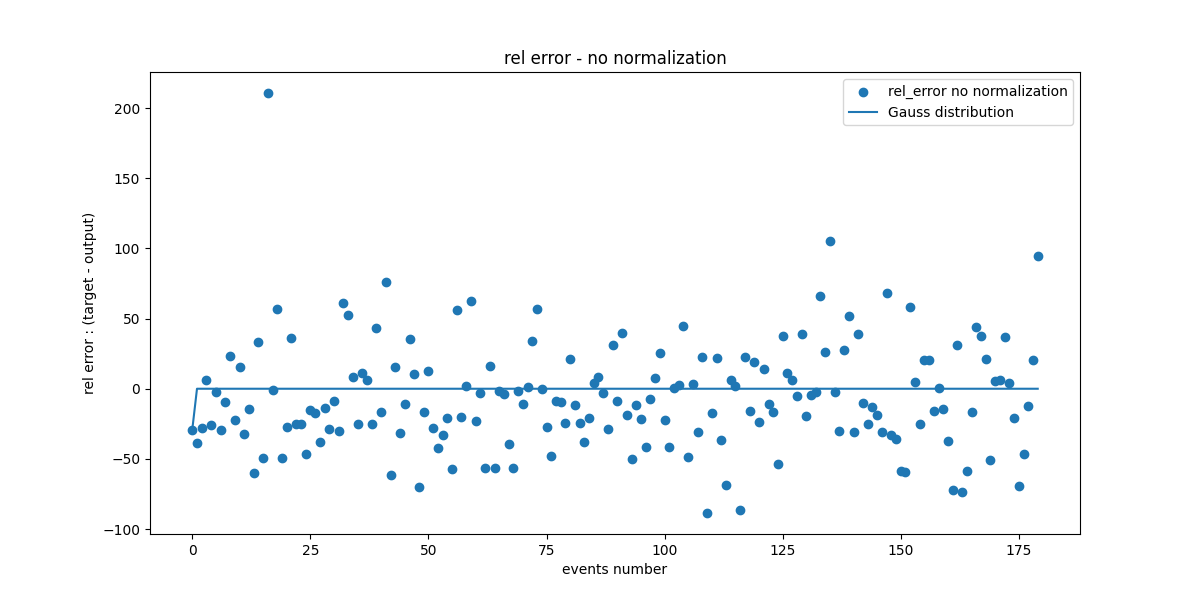 rel error - no normalization
rel_error no normalization
Gauss distribution
rel error : (target - output)
200
150
100
50
0
−50
−100
0 25 50 75 100 125 150 175
events number